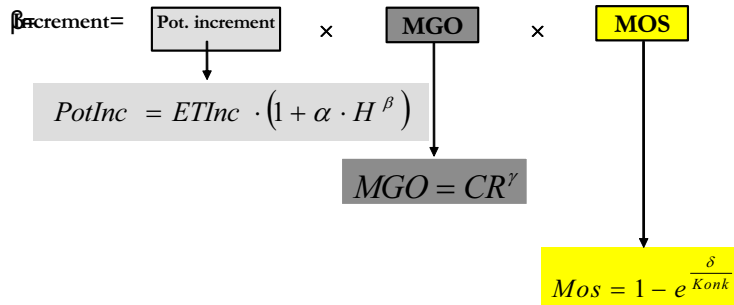 Increment= Pot. increment × MGO × MOS
PotInc = ETInc · (1 + α · H^β)
MGO = CR^γ
Mos = 1 − e^(δ/Konk)